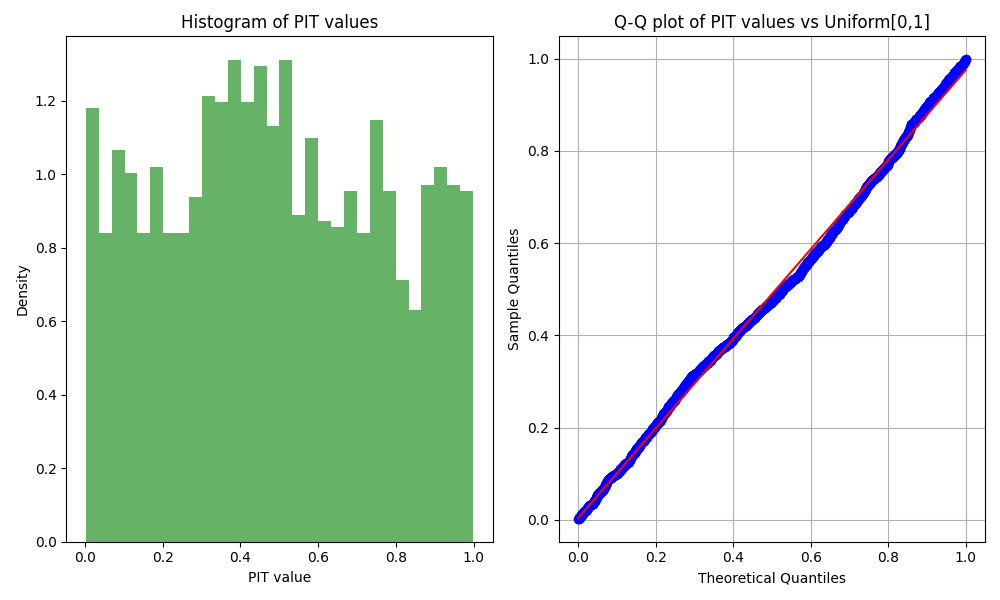 Histogram of PIT values
Density
1.2
1.0
0.8
0.6
0.4
0.2
0.0
0.0 0.2 0.4 0.6 0.8 1.0
PIT value
Q-Q plot of PIT values vs Uniform[0,1]
Sample Quantiles
1.0
0.8
0.6
0.4
0.2
0.0
0.0 0.2 0.4 0.6 0.8 1.0
Theoretical Quantiles